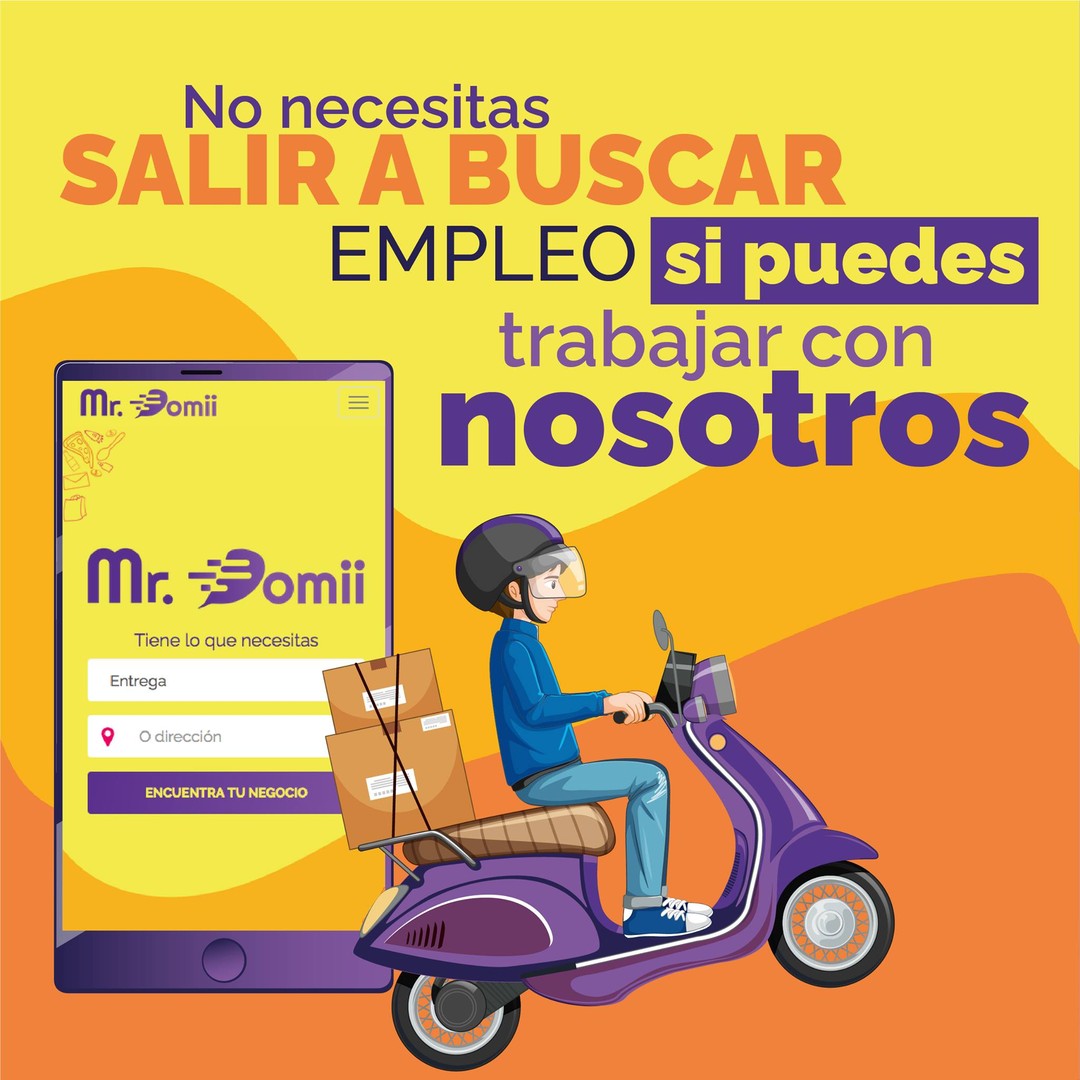 No necesitas
SALIR A BUSCAR
EMPLEO si puedes
trabajar con
nosotros
Mr. Domii
Mr. Domii
Tiene lo que necesitas
Entrega
O dirección
ENCUENTRA TU NEGOCIO